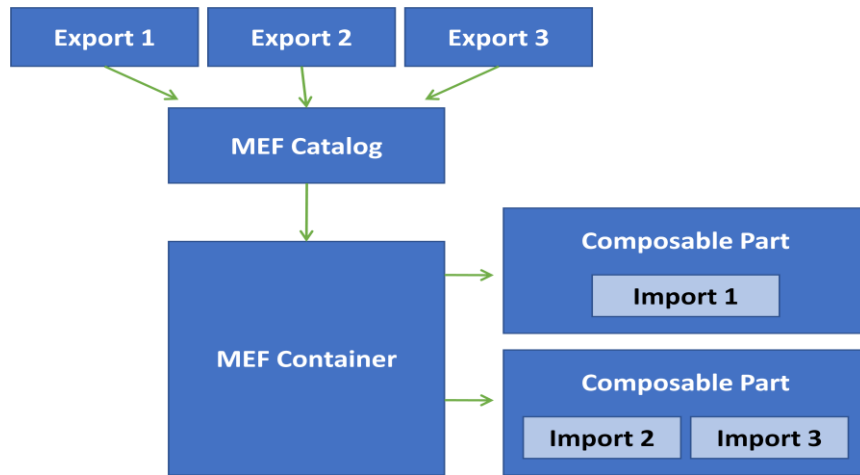 Export 1
Export 2
Export 3
MEF Catalog
MEF Container
Composable Part
Import 1
Composable Part
Import 2
Import 3